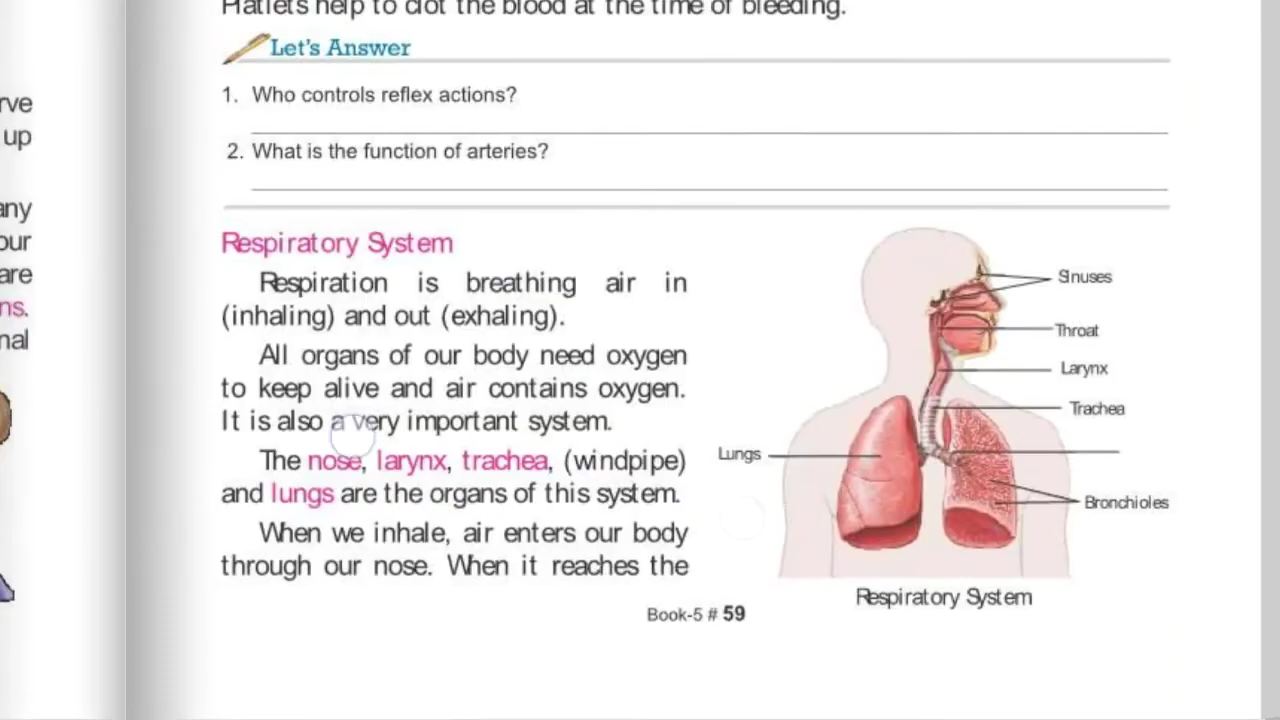 rve
up
any
our
are
ns.
nal
Platlets help to clot the blood at the time of bleeding.
Let's Answer
1. Who controls reflex actions?
2. What is the function of arteries?
Respiratory System
Respiration is breathing air in
(inhaling) and out (exhaling).
All organs of our body need oxygen
to keep alive and air contains oxygen.
It is also a very important system.
The nose, larynx, trachea, (windpipe)
and lungs are the organs of this system.
When we inhale, air enters our body
through our nose. When it reaches the
Sinuses
Throat
Larynx
Trachea
Lungs
Bronchioles
Respiratory System
Book-5 # 59